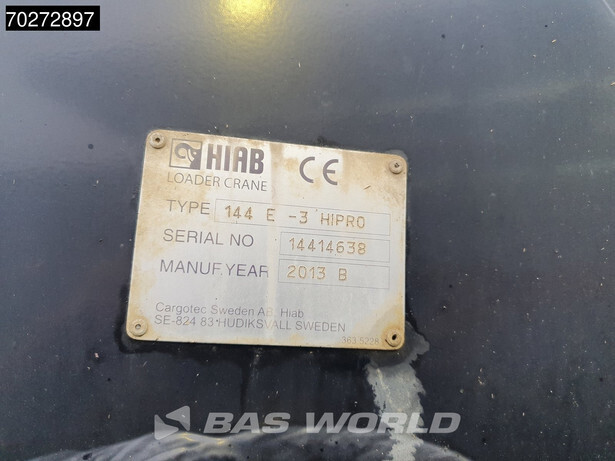 70272897
HIAB CE
LOADER CRANE
TYPE 144 E -3 HIPRO
SERIAL NO 14414638
MANUF.YEAR 2013 B
Cargotec Sweden AB, Hiab
SE-824 83 HUDIKSVALL SWEDEN
383 5228
BAS WORLD